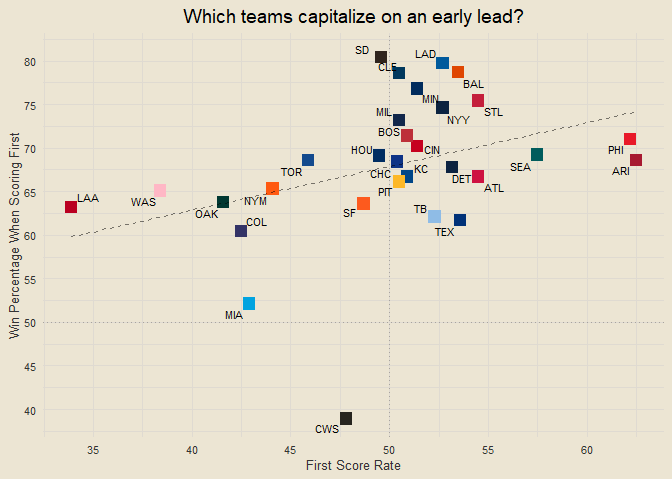 Which teams capitalize on an early lead?
Win Percentage When Scoring First
80
75
70
65
60
55
50
45
40
SD
LAD
CLE
BAL
MIN
STL
MIL
NYY
BOS
PHI
HOU
CIN
SEA
TOR
CHC
KC
DET
ARI
PIT
ATL
LAA
WAS
OAK
NYM
SF
TB
COL
TEX
MIA
CWS
35
40
45
50
55
60
First Score Rate